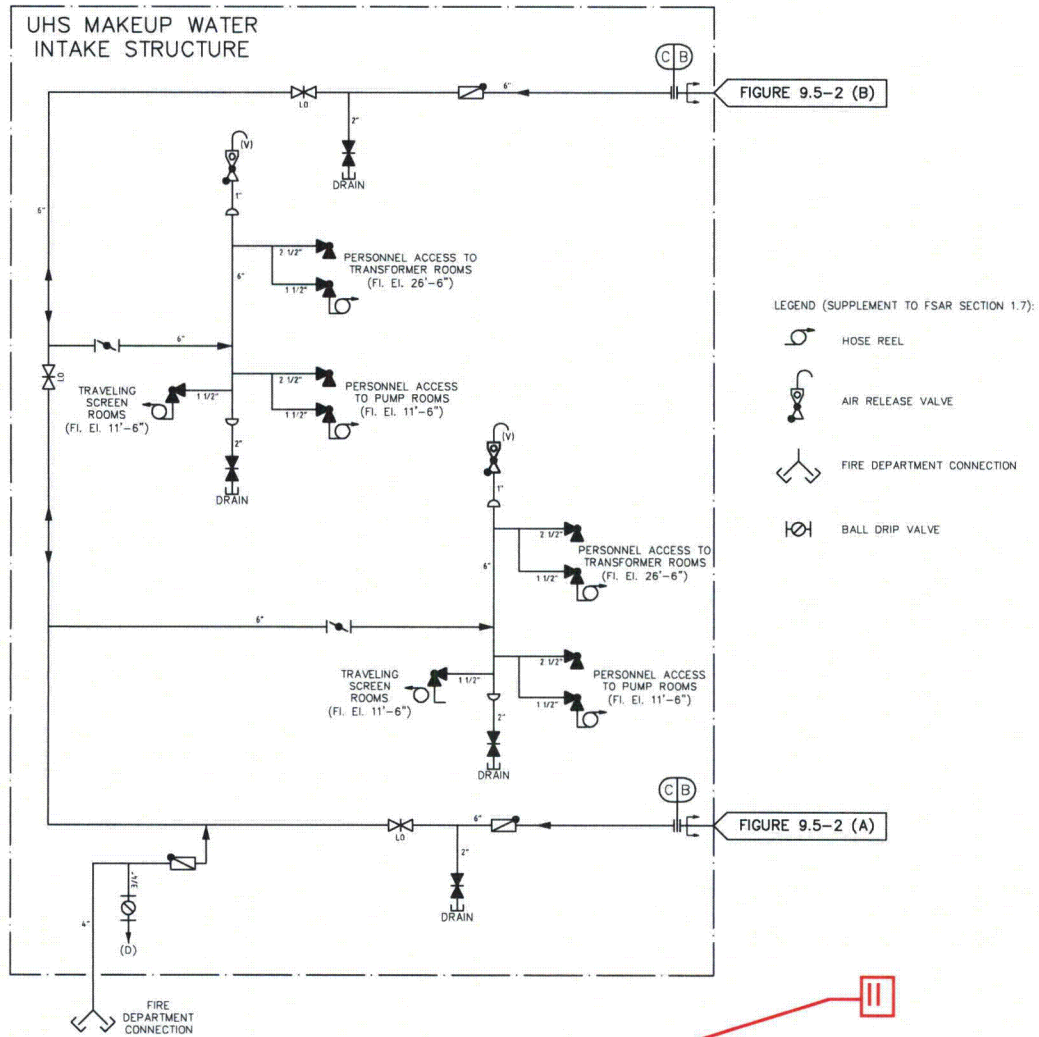 UHS MAKEUP WATER
INTAKE STRUCTURE
C B
6"
FIGURE 9.5-2 (B)
LO
2"
DRAIN
(V)
1"
6"
6"
2 1/2"
1 1/2"
PERSONNEL ACCESS TO
TRANSFORMER ROOMS
(Fl. El. 26'-6")
6"
LO
TRAVELING
SCREEN
ROOMS
(Fl. El. 11'-6")
1 1/2"
2 1/2"
1 1/2"
PERSONNEL ACCESS
TO PUMP ROOMS
(Fl. El. 11'-6")
2"
DRAIN
LEGEND (SUPPLEMENT TO FSAR SECTION 1.7):
HOSE REEL
AIR RELEASE VALVE
FIRE DEPARTMENT CONNECTION
BALL DRIP VALVE
(V)
1"
6"
2 1/2"
1 1/2"
PERSONNEL ACCESS TO
TRANSFORMER ROOMS
(Fl. El. 26'-6")
6"
TRAVELING
SCREEN
ROOMS
(Fl. El. 11'-6")
1 1/2"
2 1/2"
1 1/2"
PERSONNEL ACCESS
TO PUMP ROOMS
(Fl. El. 11'-6")
2"
DRAIN
C B
6"
FIGURE 9.5-2 (A)
LO
2"
DRAIN
3/4"
4"
(D)
FIRE
DEPARTMENT
CONNECTION
II